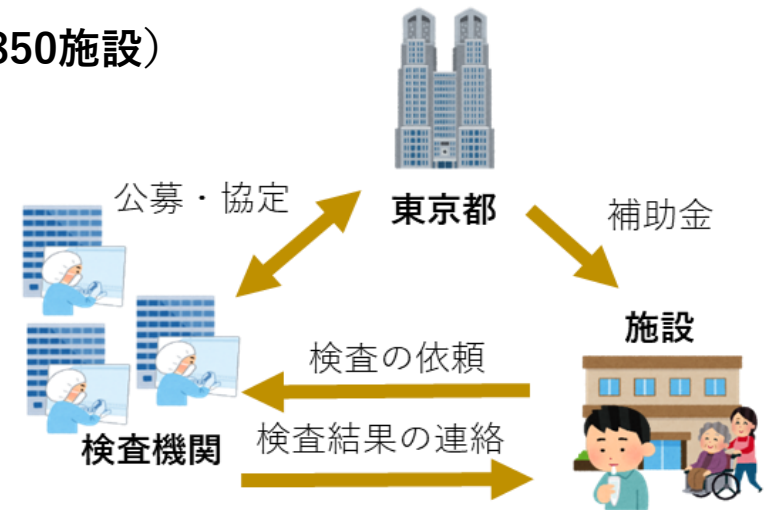 850施設）
公募・協定
東京都
補助金
施設
検査の依頼
検査機関
検査結果の連絡